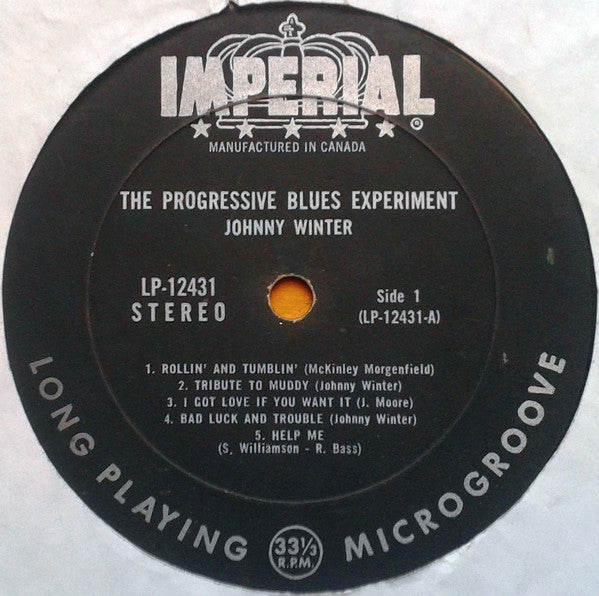 IMPERIAL
®
MANUFACTURED IN CANADA
THE PROGRESSIVE BLUES EXPERIMENT
JOHNNY WINTER
LP-12431
STEREO
Side 1
(LP-12431-A)
1. ROLLIN' AND TUMBLIN' (McKinley Morgenfield)
2. TRIBUTE TO MUDDY (Johnny Winter)
3. I GOT LOVE IF YOU WANT IT (J. Moore)
4. BAD LUCK AND TROUBLE (Johnny Winter)
5. HELP ME
(S. Williamson - R. Bass)
LONG PLAYING
33⅓
R.P.M.
MICROGROOVE